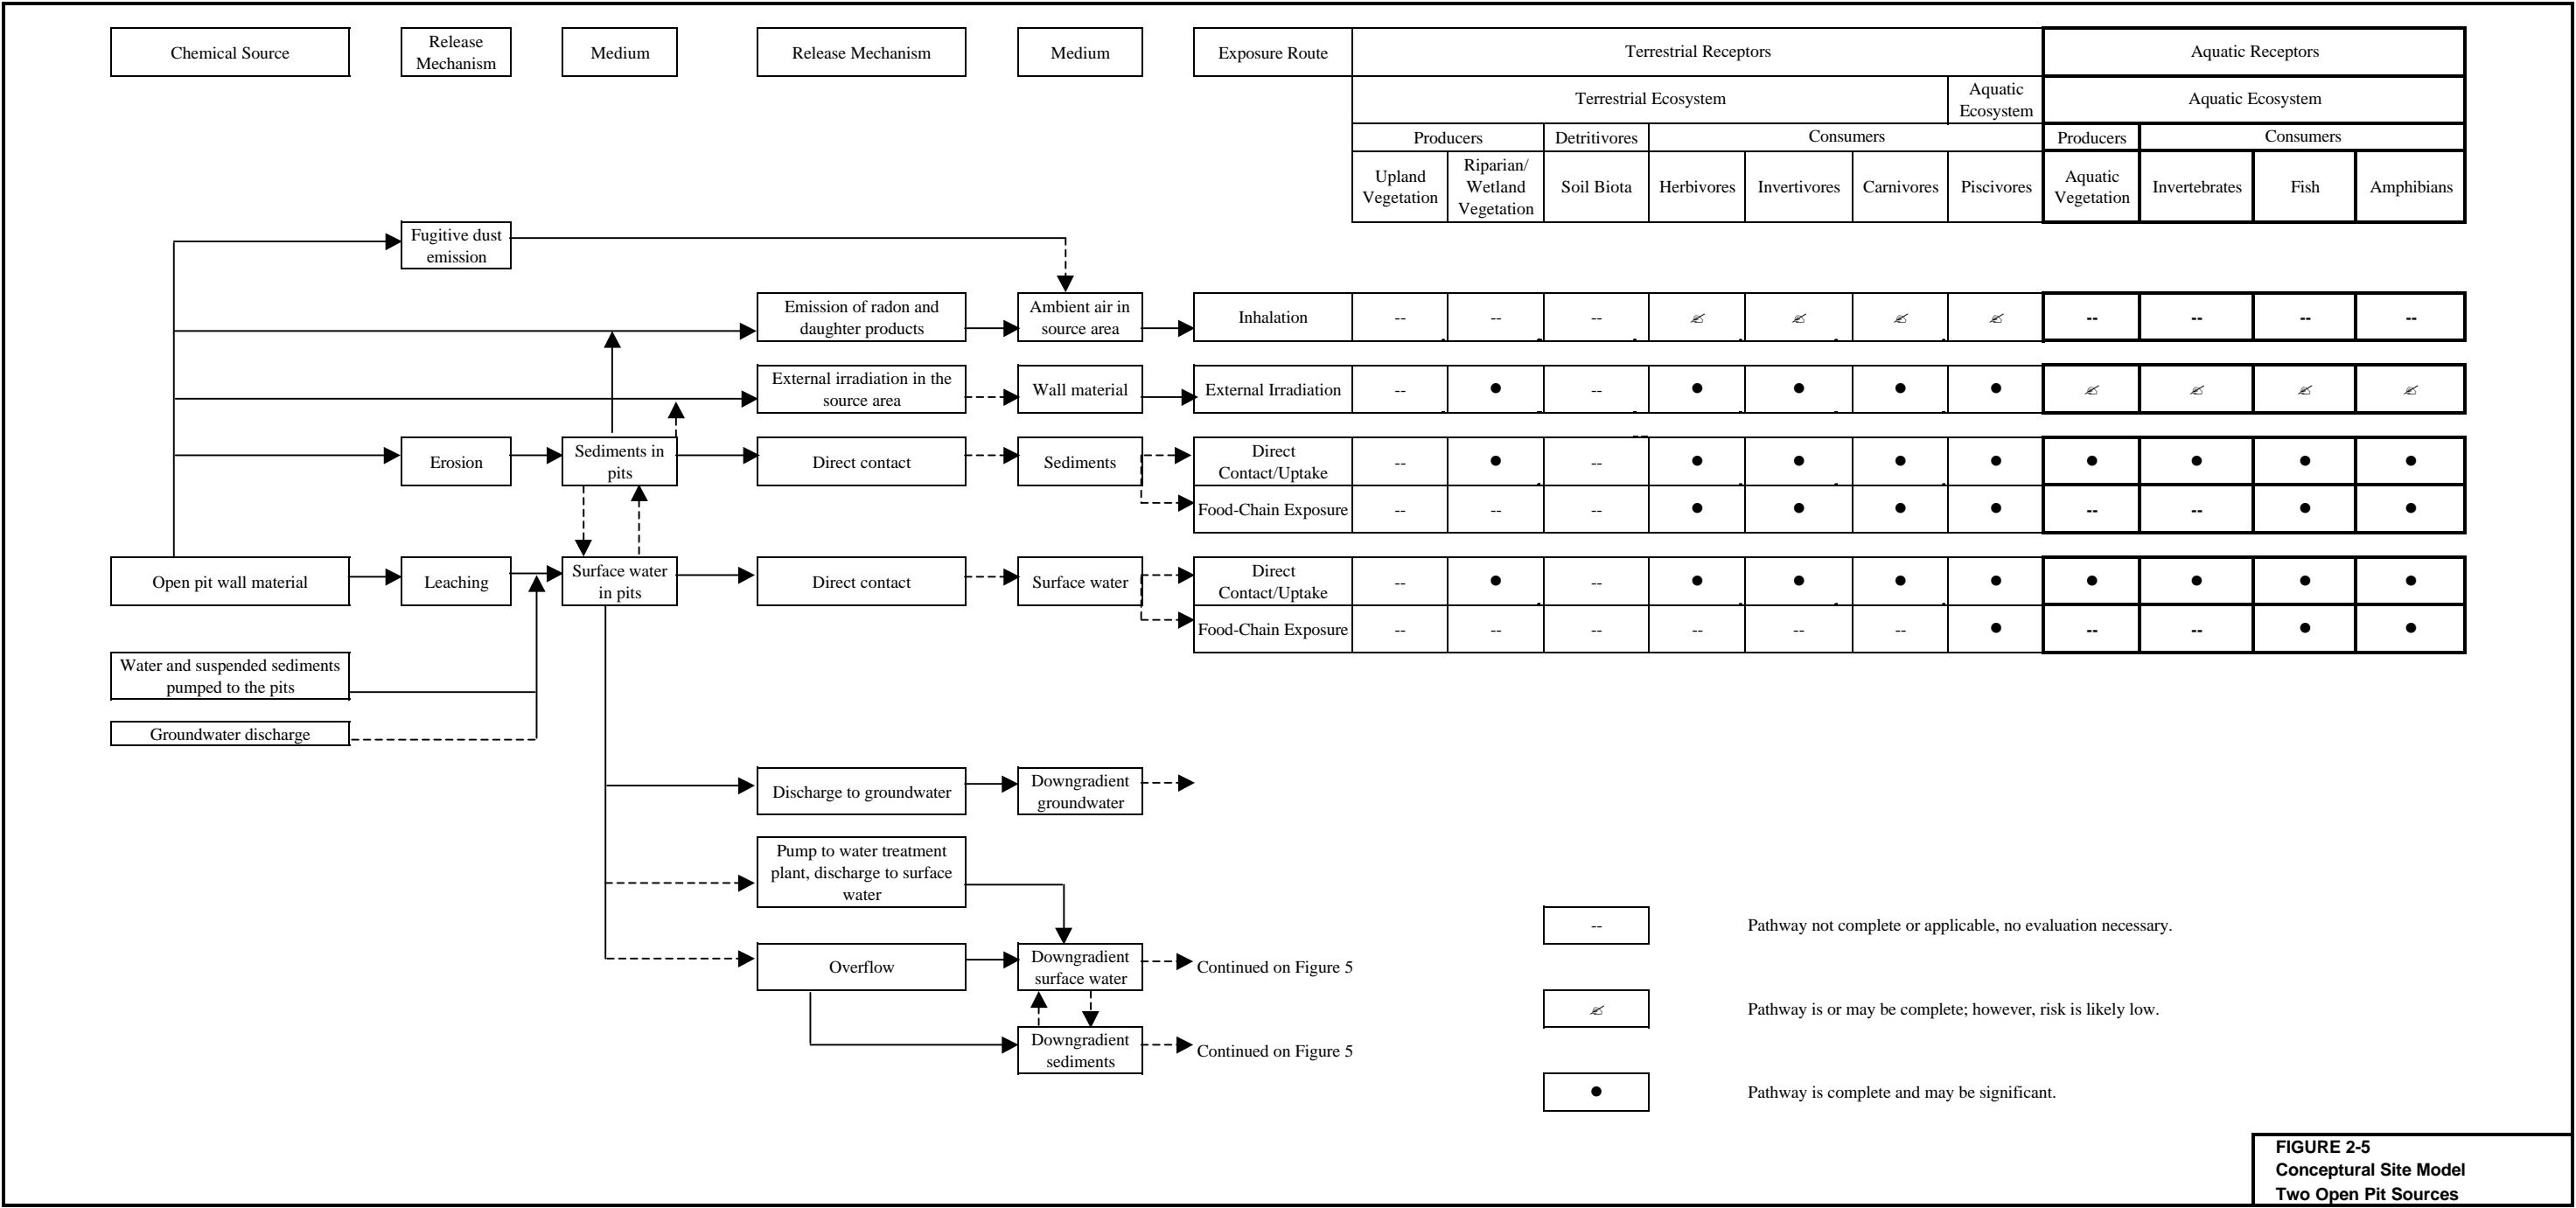 Chemical Source
Release
Mechanism
Medium
Release Mechanism
Medium
Exposure Route
Terrestrial Receptors
Aquatic Receptors
Terrestrial Ecosystem
Aquatic
Ecosystem
Aquatic Ecosystem
Producers
Detritivores
Consumers
Producers
Consumers
Upland
Vegetation
Riparian/
Wetland
Vegetation
Soil Biota
Herbivores
Invertivores
Carnivores
Piscivores
Aquatic
Vegetation
Invertebrates
Fish
Amphibians
Fugitive dust
emission
Emission of radon and
daughter products
Ambient air in
source area
Inhalation
-- -- -- ✍ ✍ ✍ ✍ -- -- -- --
External irradiation in the
source area
Wall material
External Irradiation
-- ● -- ● ● ● ● ✍ ✍ ✍ ✍
Erosion
Sediments in
pits
Direct contact
Sediments
Direct
Contact/Uptake
-- ● -- ● ● ● ● ● ● ● ●
Food-Chain Exposure
-- -- -- ● ● ● ● -- -- ● ●
Open pit wall material
Leaching
Surface water
in pits
Direct contact
Surface water
Direct
Contact/Uptake
-- ● -- ● ● ● ● ● ● ● ●
Food-Chain Exposure
-- -- -- -- -- -- ● -- -- ● ●
Water and suspended sediments
pumped to the pits
Groundwater discharge
Discharge to groundwater
Downgradient
groundwater
Pump to water treatment
plant, discharge to surface
water
Overflow
Downgradient
surface water
Continued on Figure 5
Downgradient
sediments
Continued on Figure 5
-- Pathway not complete or applicable, no evaluation necessary.
✍ Pathway is or may be complete; however, risk is likely low.
● Pathway is complete and may be significant.
FIGURE 2-5
Conceptural Site Model
Two Open Pit Sources